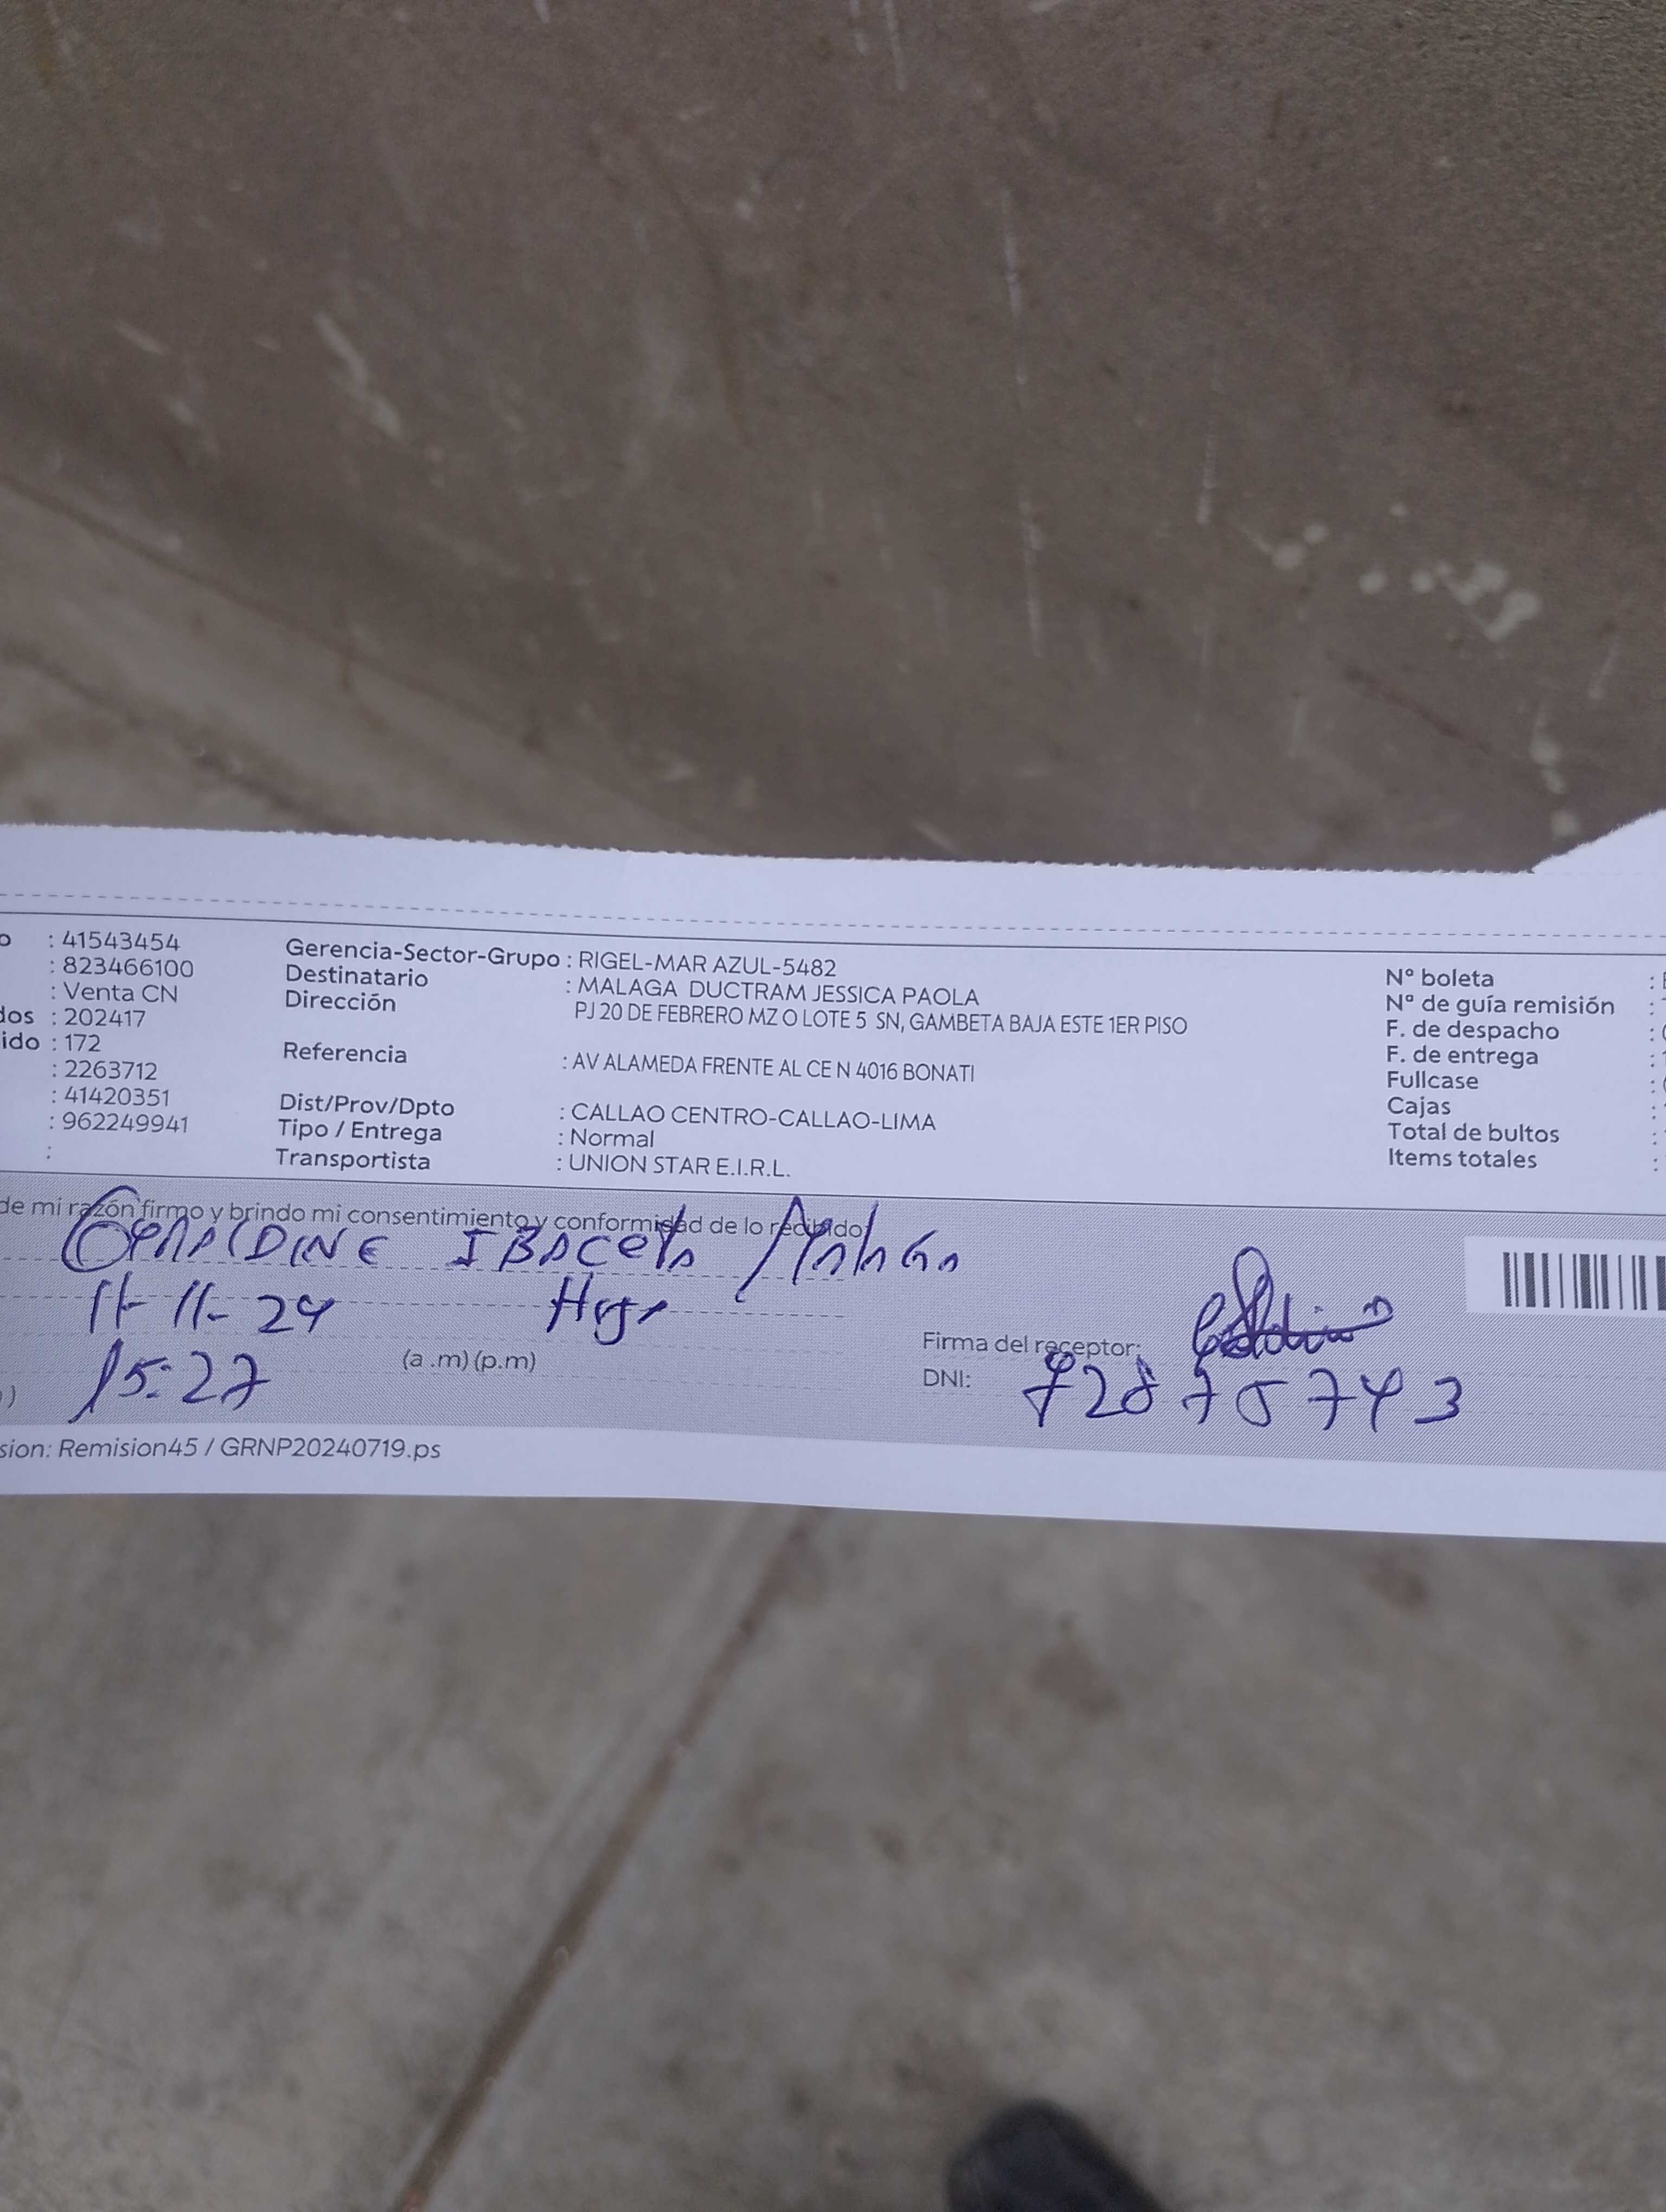 o : 41543454
: 823466100
: Venta CN
dos : 202417
ido : 172
: 2263712
: 41420351
: 962249941
:
Gerencia-Sector-Grupo : RIGEL-MAR AZUL-5482
Destinatario : MALAGA DUCTRAM JESSICA PAOLA
Dirección PJ 20 DE FEBRERO MZ O LOTE 5 SN, GAMBETA BAJA ESTE 1ER PISO
Referencia : AV ALAMEDA FRENTE AL CE N 4016 BONATI
Dist/Prov/Dpto : CALLAO CENTRO-CALLAO-LIMA
Tipo / Entrega : Normal
Transportista : UNION STAR E.I.R.L.
N° boleta :
N° de guía remisión :
F. de despacho :
F. de entrega :
Fullcase :
Cajas :
Total de bultos :
Items totales :
de mi razón firmo y brindo mi consentimiento y conformidad de lo recibido:
GERALDINE IBACETA
11-11-24
15:27 (a.m) (p.m)
Firma del receptor:
DNI: 72875743
sion: Remision45 / GRNP20240719.ps